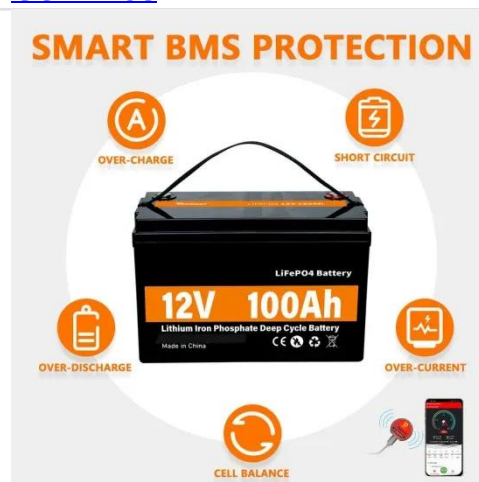 SMART BMS PROTECTION
OVER-CHARGE
SHORT CIRCUIT
LiFePO4 Battery
12V 100Ah
Lithium Iron Phosphate Deep Cycle Battery
Made in China
CE
OVER-DISCHARGE
OVER-CURRENT
CELL BALANCE